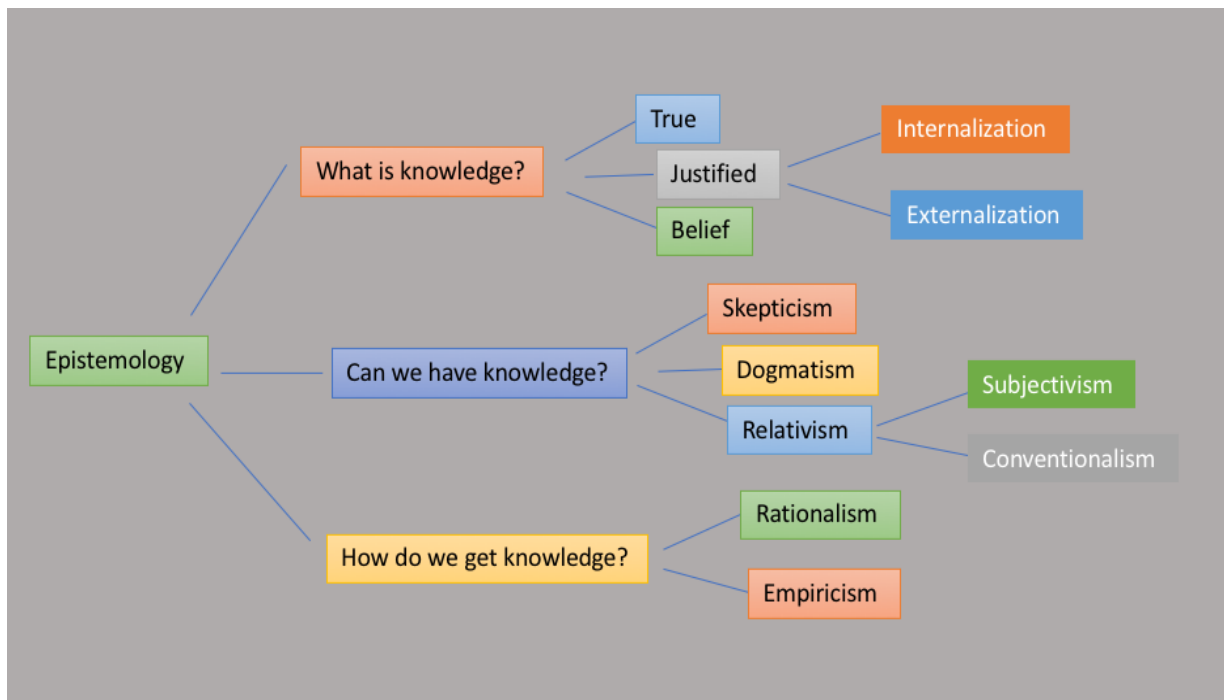 Epistemology
What is knowledge?
True
Justified
Belief
Internalization
Externalization
Can we have knowledge?
Skepticism
Dogmatism
Relativism
Subjectivism
Conventionalism
How do we get knowledge?
Rationalism
Empiricism